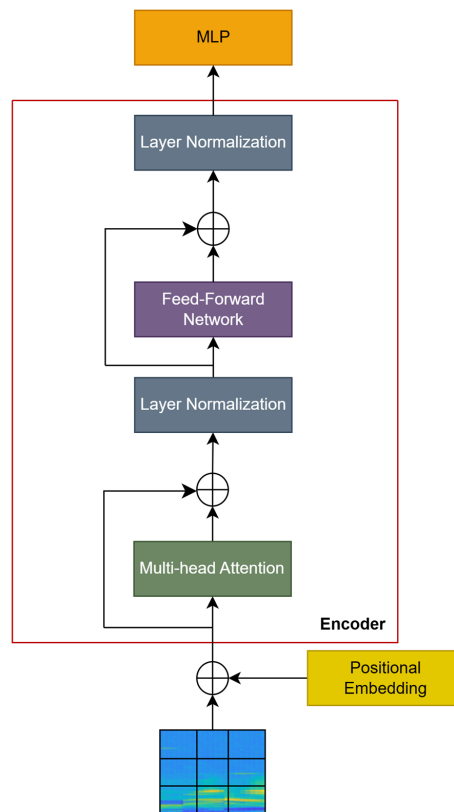 MLP
Layer Normalization
Feed-Forward
Network
Layer Normalization
Multi-head Attention
Encoder
Positional
Embedding